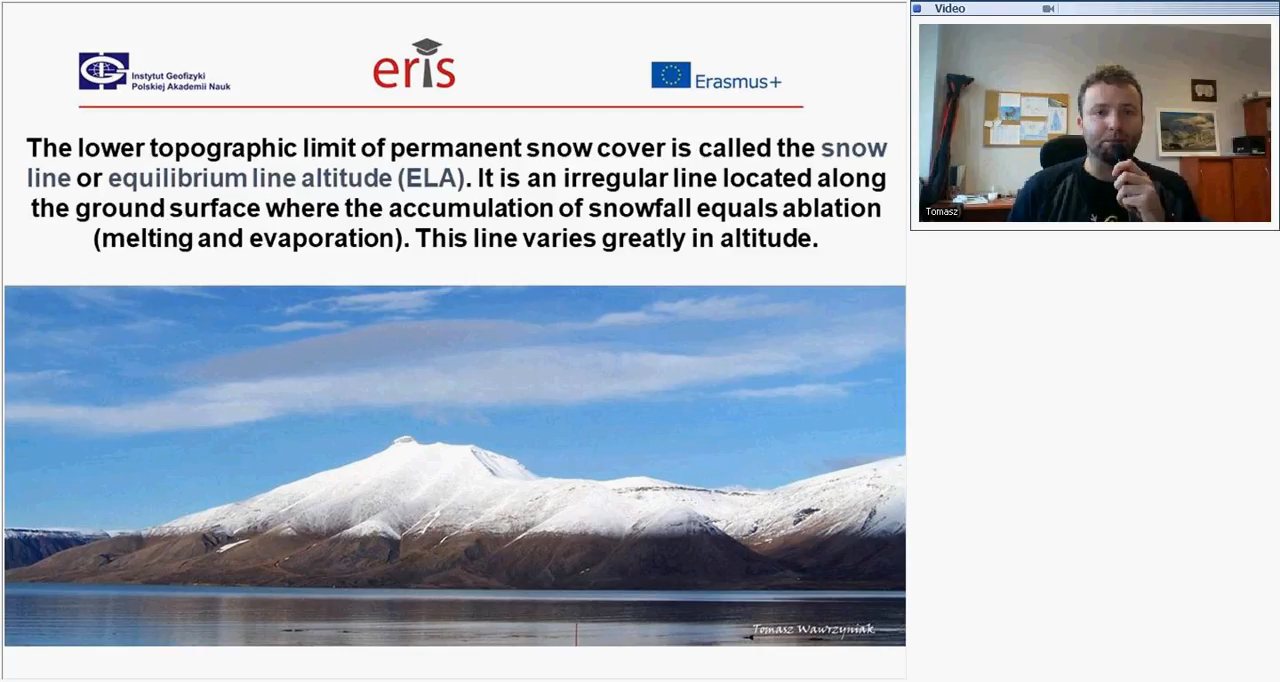 Instytut Geofizyki
Polskiej Akademii Nauk
eris
Erasmus+
The lower topographic limit of permanent snow cover is called the snow
line or equilibrium line altitude (ELA). It is an irregular line located along
the ground surface where the accumulation of snowfall equals ablation
(melting and evaporation). This line varies greatly in altitude.
Tomasz Wawrzyniak
Video
Tomasz